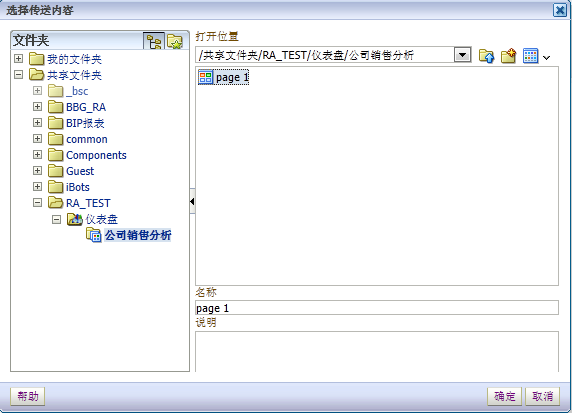 选择传送内容
文件夹
我的文件夹
共享文件夹
_bsc
BBG_RA
BIP报表
common
Components
Guest
iBots
RA_TEST
仪表盘
公司销售分析
打开位置
/共享文件夹/RA_TEST/仪表盘/公司销售分析
page 1
名称
page 1
说明
帮助
确定
取消